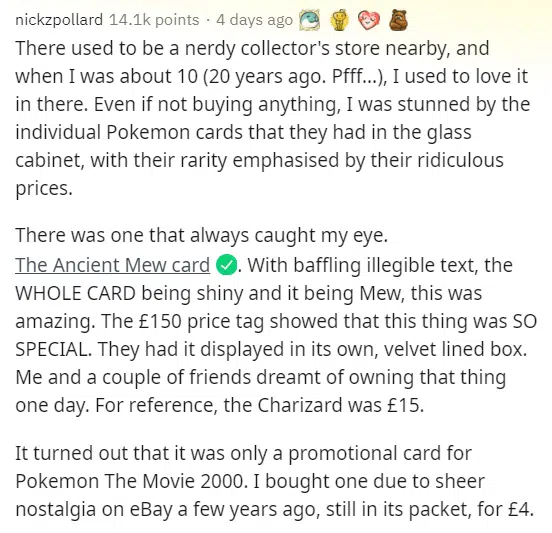 nickzpollard 14.1k points · 4 days ago
There used to be a nerdy collector's store nearby, and
when I was about 10 (20 years ago. Pfff...), I used to love it
in there. Even if not buying anything, I was stunned by the
individual Pokemon cards that they had in the glass
cabinet, with their rarity emphasised by their ridiculous
prices.
There was one that always caught my eye.
The Ancient Mew card. With baffling illegible text, the
WHOLE CARD being shiny and it being Mew, this was
amazing. The £150 price tag showed that this thing was SO
SPECIAL. They had it displayed in its own, velvet lined box.
Me and a couple of friends dreamt of owning that thing
one day. For reference, the Charizard was £15.
It turned out that it was only a promotional card for
Pokemon The Movie 2000. I bought one due to sheer
nostalgia on eBay a few years ago, still in its packet, for £4.